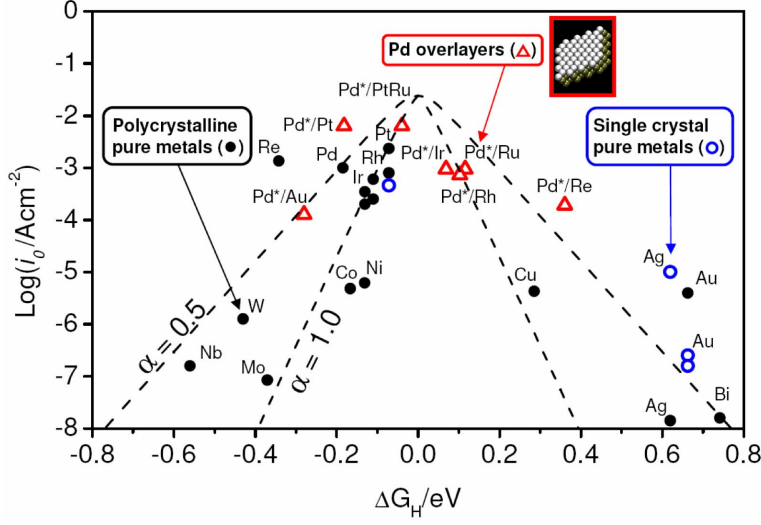 0
-1
-2
-3
-4
-5
-6
-7
-8
Log(i0/Acm-2)
Pd overlayers (△)
Pd*/PtRu
Polycrystalline
pure metals (●)
Single crystal
pure metals (○)
Re
Pd*/Pt
Pt
Pd
Rh
Pd*/Ir
Pd*/Ru
Ir
Pd*/Au
Pd*/Rh
Pd*/Re
Ag
Co
Ni
Cu
Au
W
α = 0.5
α = 1.0
Au
Nb
Mo
Ag
Bi
-0.8
-0.6
-0.4
-0.2
0.0
0.2
0.4
0.6
0.8
ΔGH/eV